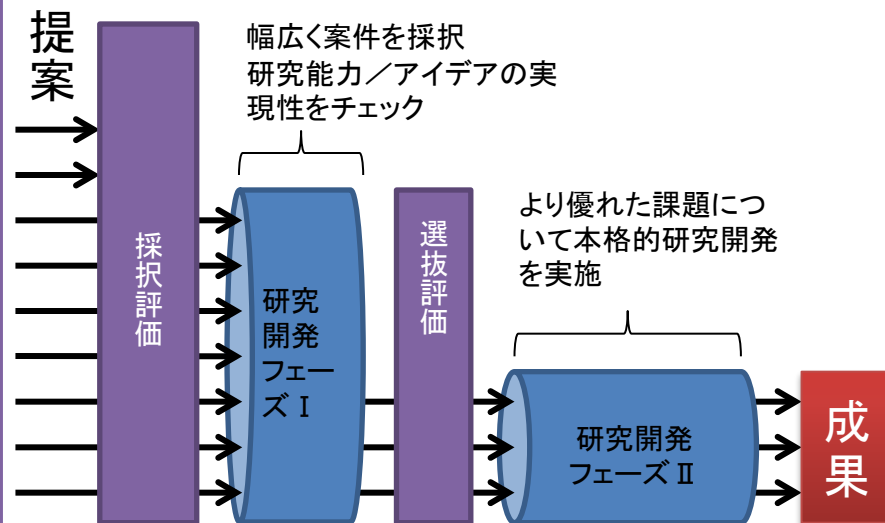 提案
幅広く案件を採択
研究能力／アイデアの実
現性をチェック
採択評価
研究
開発
フェー
ズⅠ
選抜評価
より優れた課題につ
いて本格的研究開発
を実施
研究開発
フェーズⅡ
成果